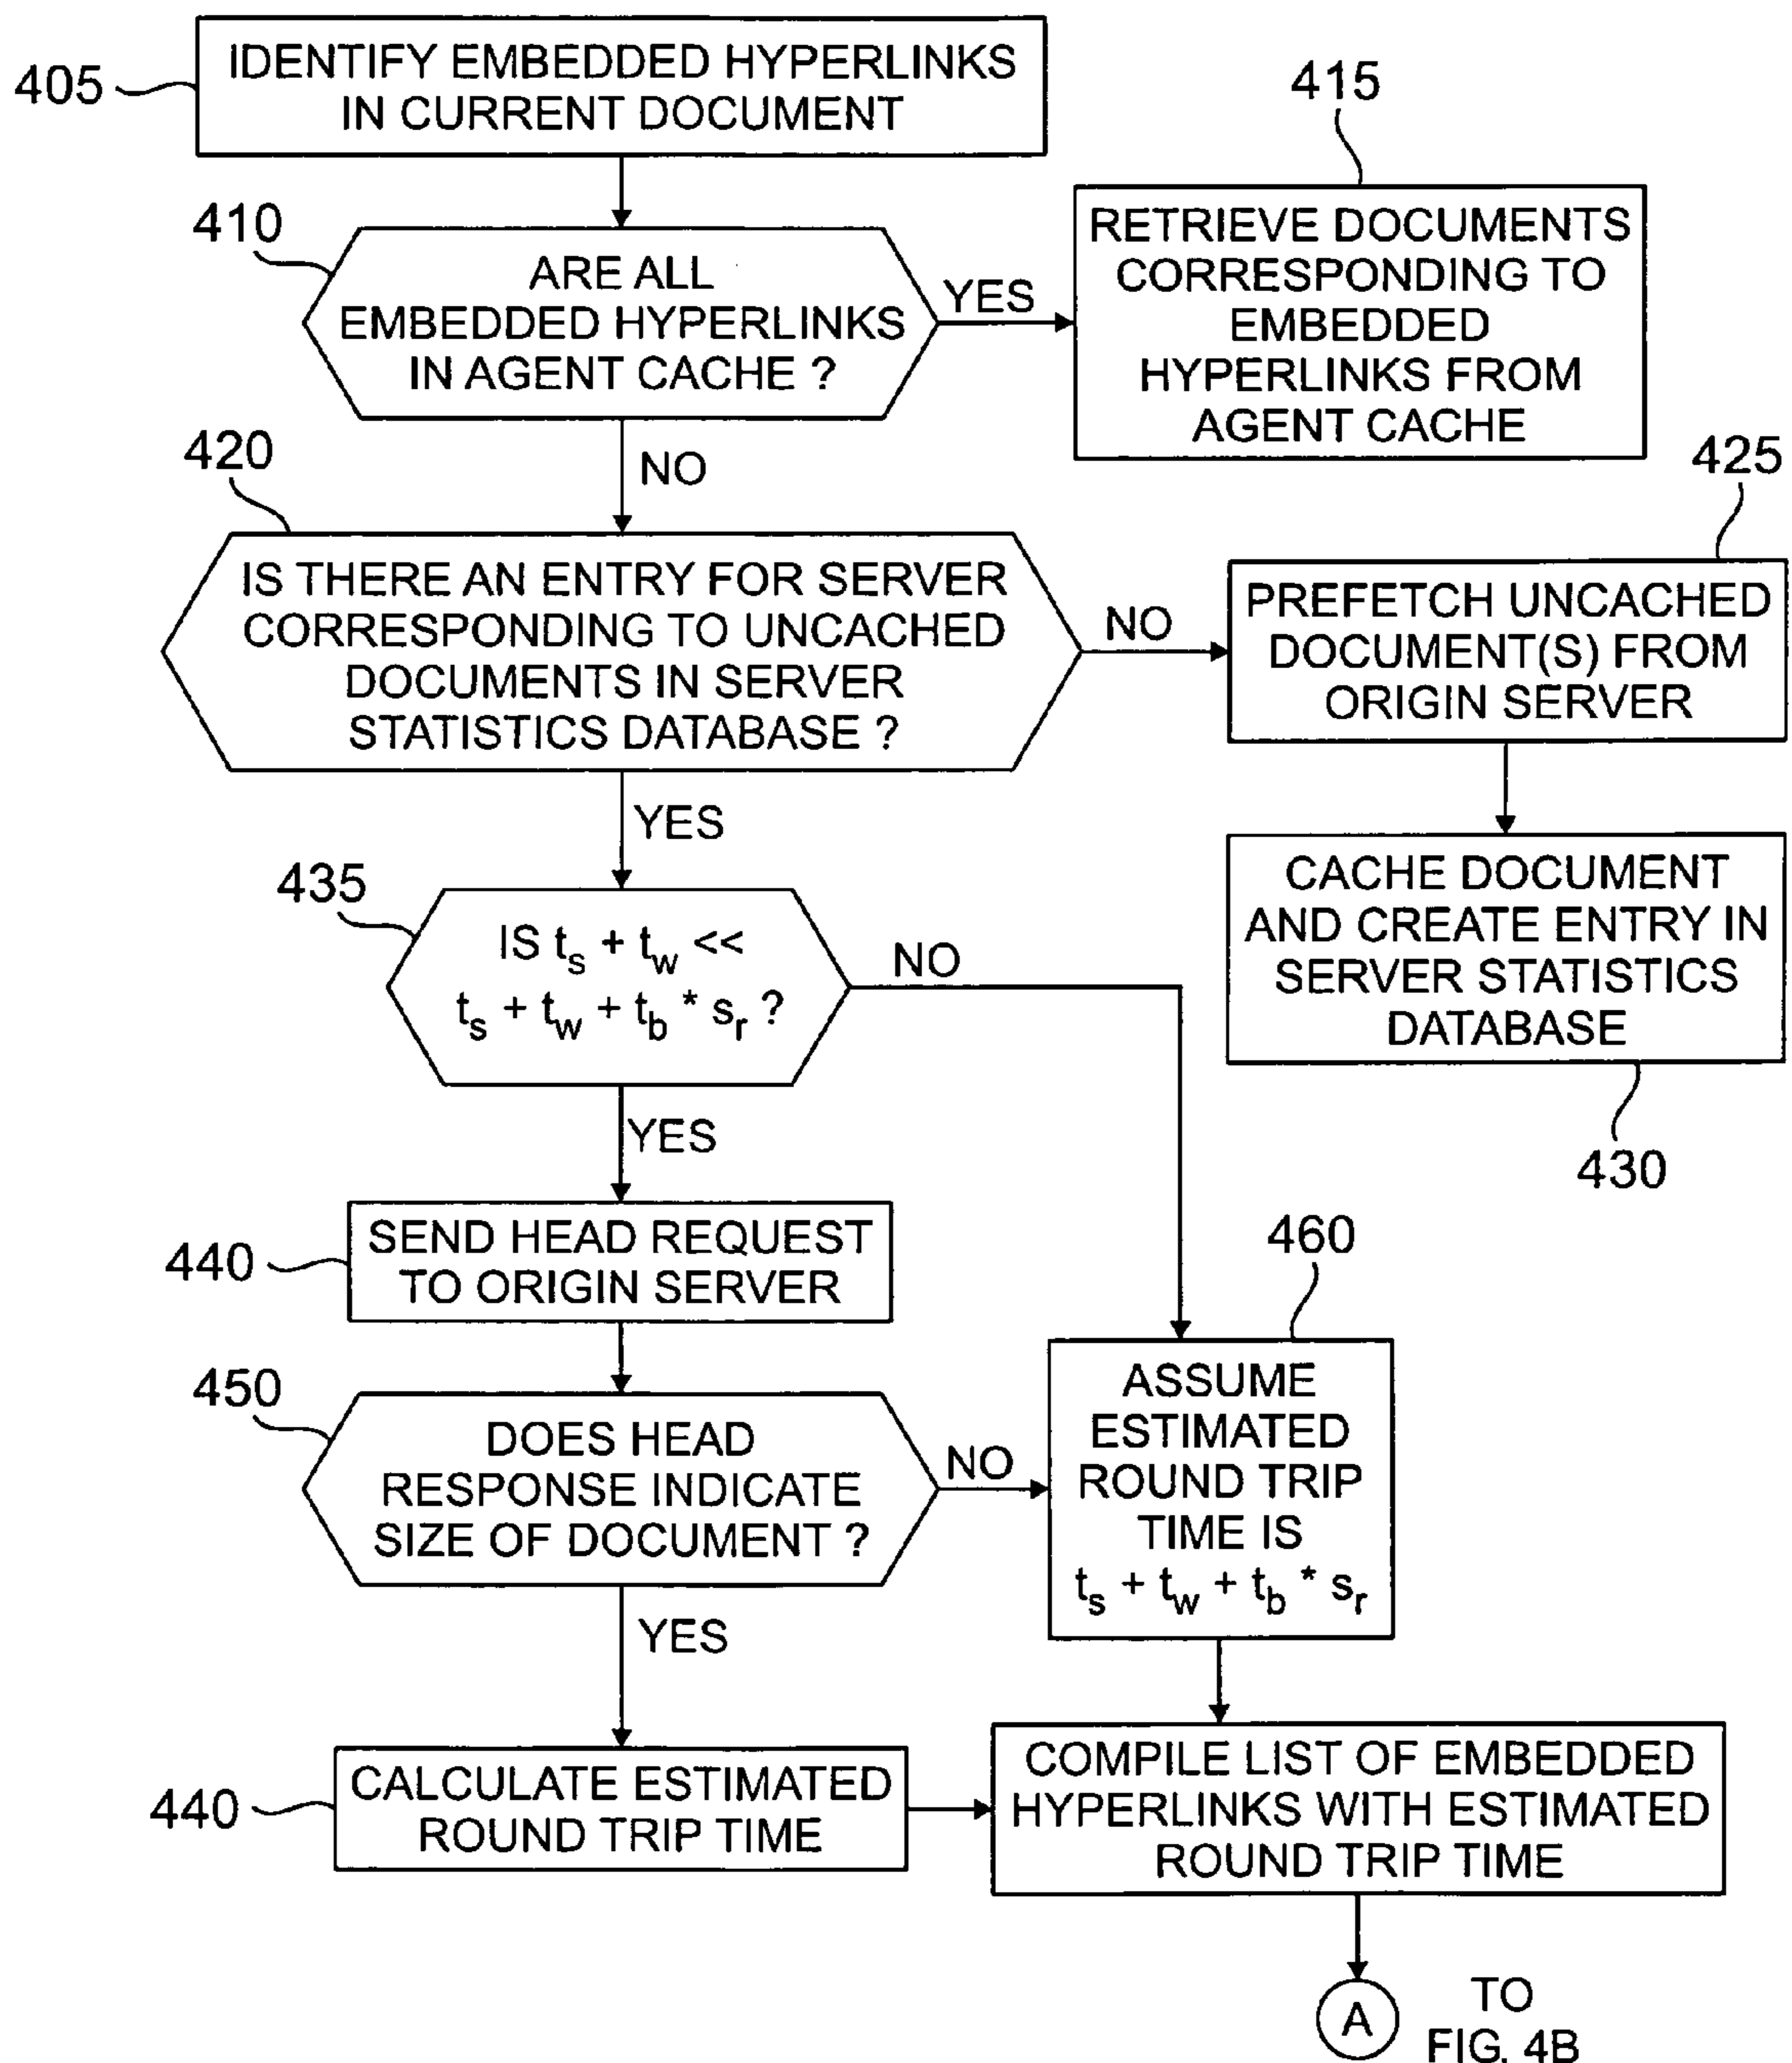 405
IDENTIFY EMBEDDED HYPERLINKS
IN CURRENT DOCUMENT
410
ARE ALL
EMBEDDED HYPERLINKS
IN AGENT CACHE ?
YES
415
RETRIEVE DOCUMENTS
CORRESPONDING TO
EMBEDDED
HYPERLINKS FROM
AGENT CACHE
NO
420
IS THERE AN ENTRY FOR SERVER
CORRESPONDING TO UNCACHED
DOCUMENTS IN SERVER
STATISTICS DATABASE ?
NO
425
PREFETCH UNCACHED
DOCUMENT(S) FROM
ORIGIN SERVER
CACHE DOCUMENT
AND CREATE ENTRY IN
SERVER STATISTICS
DATABASE
430
YES
435
IS ts + tw <<
ts + tw + tb * sr ?
NO
YES
440
SEND HEAD REQUEST
TO ORIGIN SERVER
450
DOES HEAD
RESPONSE INDICATE
SIZE OF DOCUMENT ?
NO
460
ASSUME
ESTIMATED
ROUND TRIP
TIME IS
ts + tw + tb * sr
YES
440
CALCULATE ESTIMATED
ROUND TRIP TIME
COMPILE LIST OF EMBEDDED
HYPERLINKS WITH ESTIMATED
ROUND TRIP TIME
A
TO
FIG. 4B